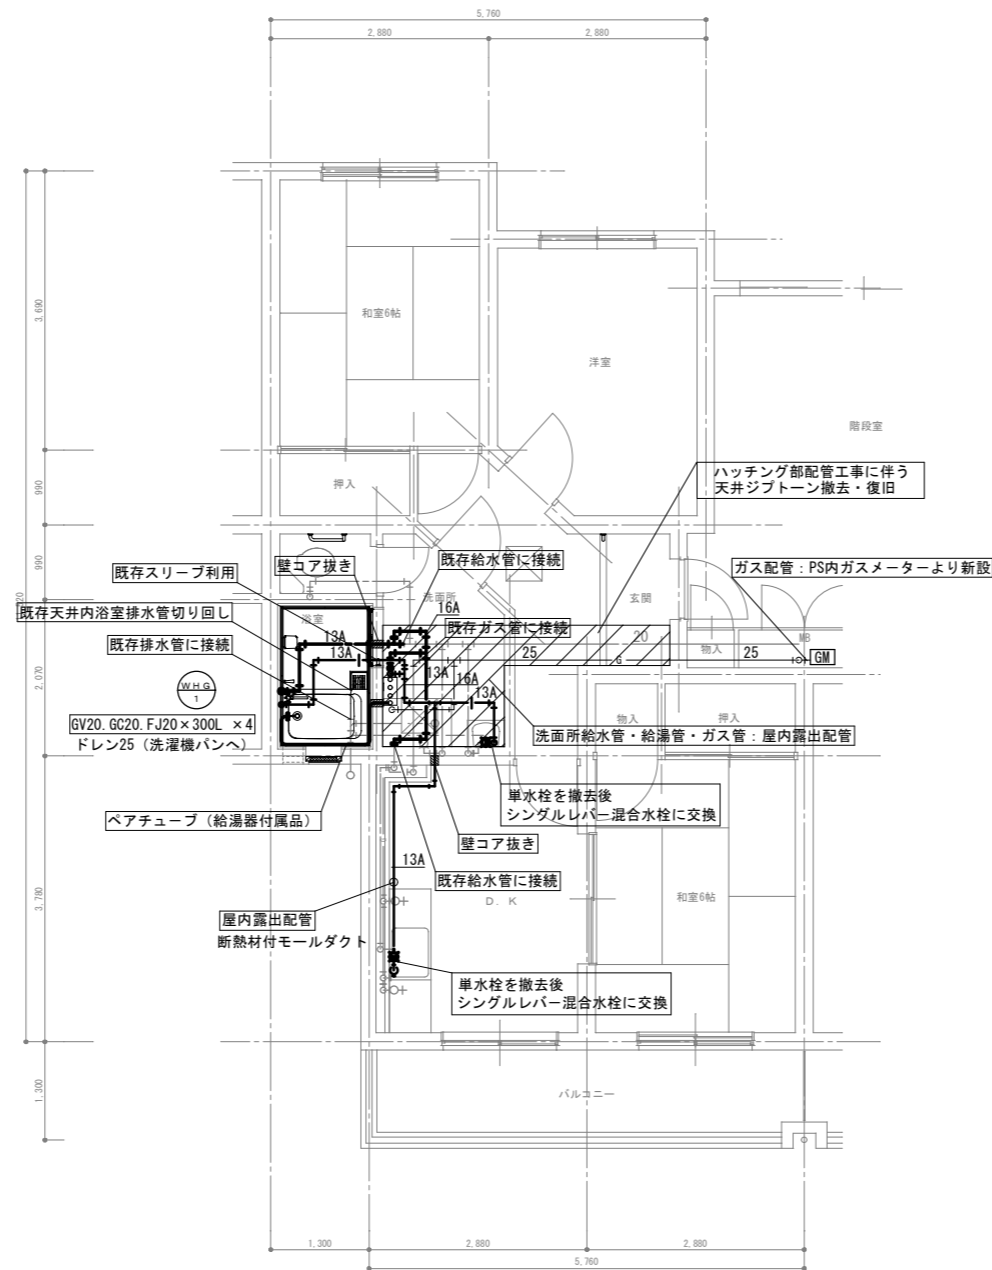 5,760
2,880
2,880
3,690
和室6帖
洋室
階段室
990
押入
ハッチング部配管工事に伴う
天井ジプトーン撤去・復旧
990
壁コア抜き
既存給水管に接続
既存スリーブ利用
洗面所
玄関
ガス配管：PS内ガスメーターより新設
既存天井内浴室排水管切り回し
浴室
16A
既存ガス管に接続
20
物入
MB
既存排水管に接続
13A
13A
25
G
25
GM
2,070
13A
16A
13A
WHG
1
GV20.GC20.FJ20×300L ×4
ドレン25（洗濯機パンへ）
物入
押入
洗面所給水管・給湯管・ガス管：屋内露出配管
ペアチューブ（給湯器付属品）
単水栓を撤去後
シングルレバー混合水栓に交換
壁コア抜き
13A
既存給水管に接続
3,780
D.K
和室6帖
屋内露出配管
断熱材付モールダクト
単水栓を撤去後
シングルレバー混合水栓に交換
1,300
バルコニー
1,300
2,880
2,880
5,760